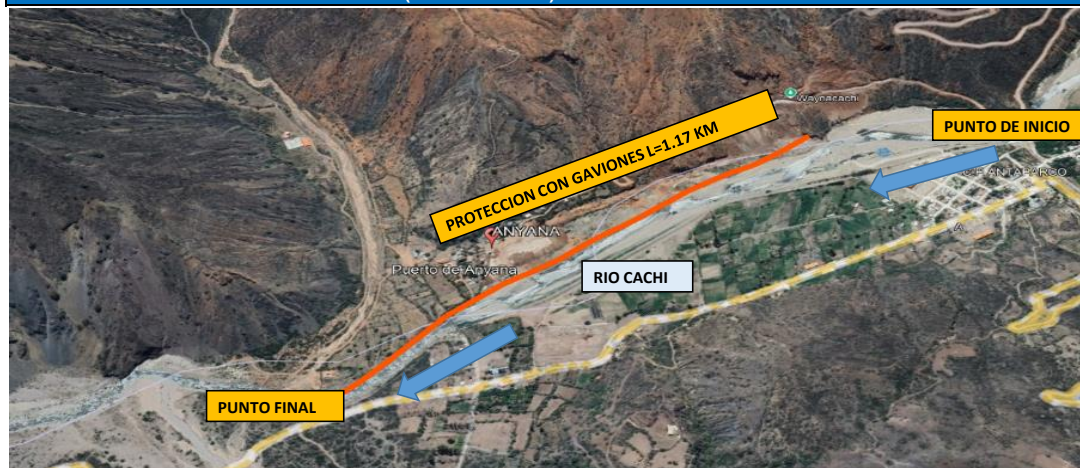 Waynacachi
PUNTO DE INICIO
PROTECCION CON GAVIONES L=1.17 KM
ANYANA
Puerto de Anyana
RIO CACHI
PUNTO FINAL